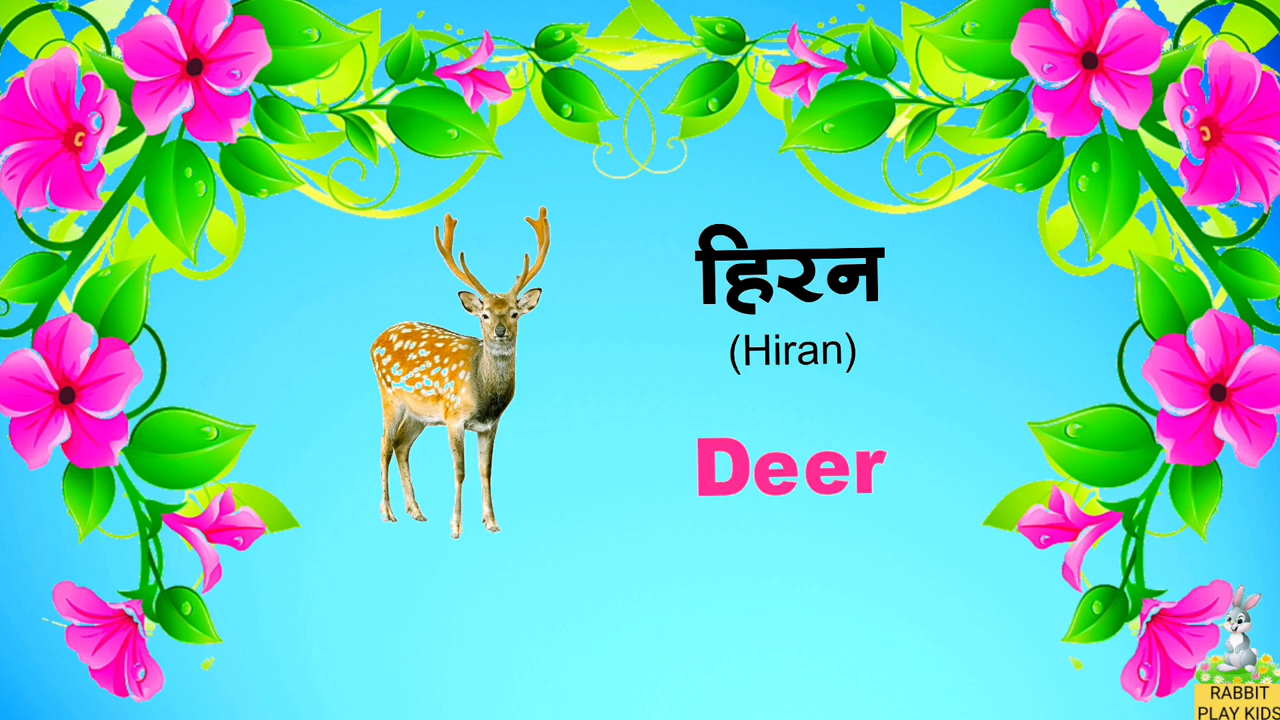 हिरन
(Hiran)
Deer
RABBIT
PLAY KIDS